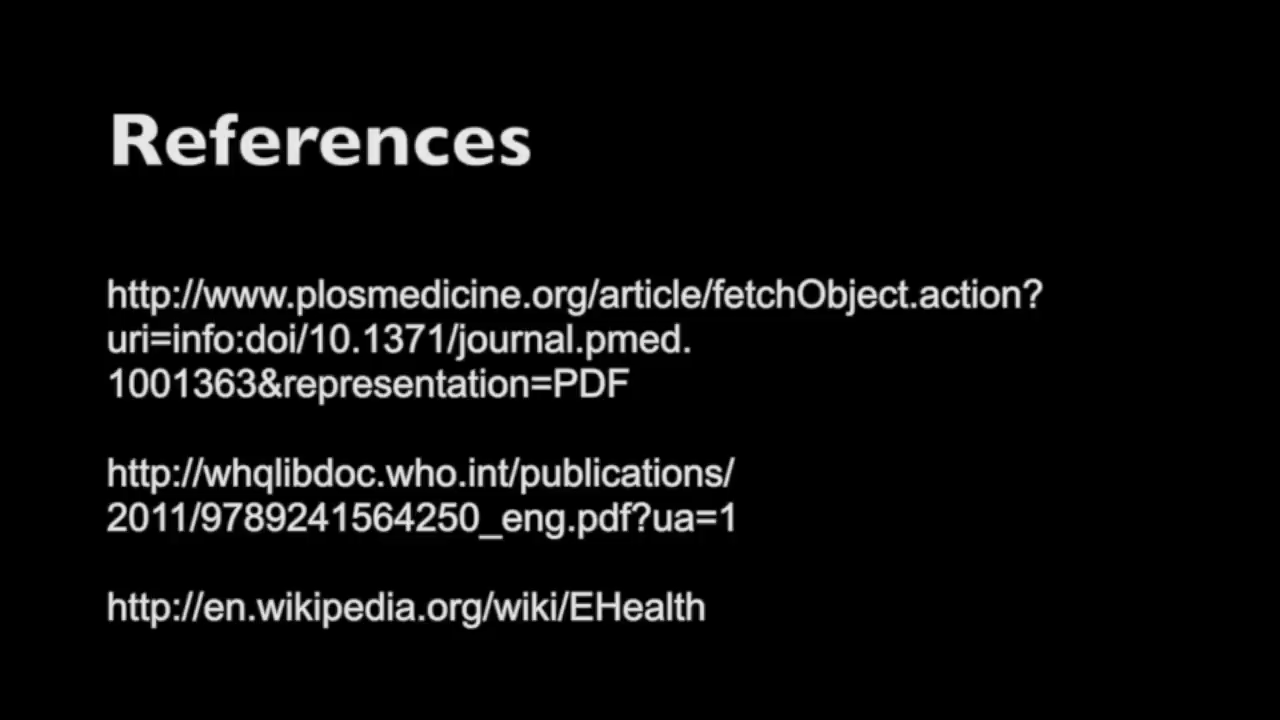 References
http://www.plosmedicine.org/article/fetchObject.action?
uri=info:doi/10.1371/journal.pmed.
1001363&representation=PDF
http://whqlibdoc.who.int/publications/
2011/9789241564250_eng.pdf?ua=1
http://en.wikipedia.org/wiki/EHealth